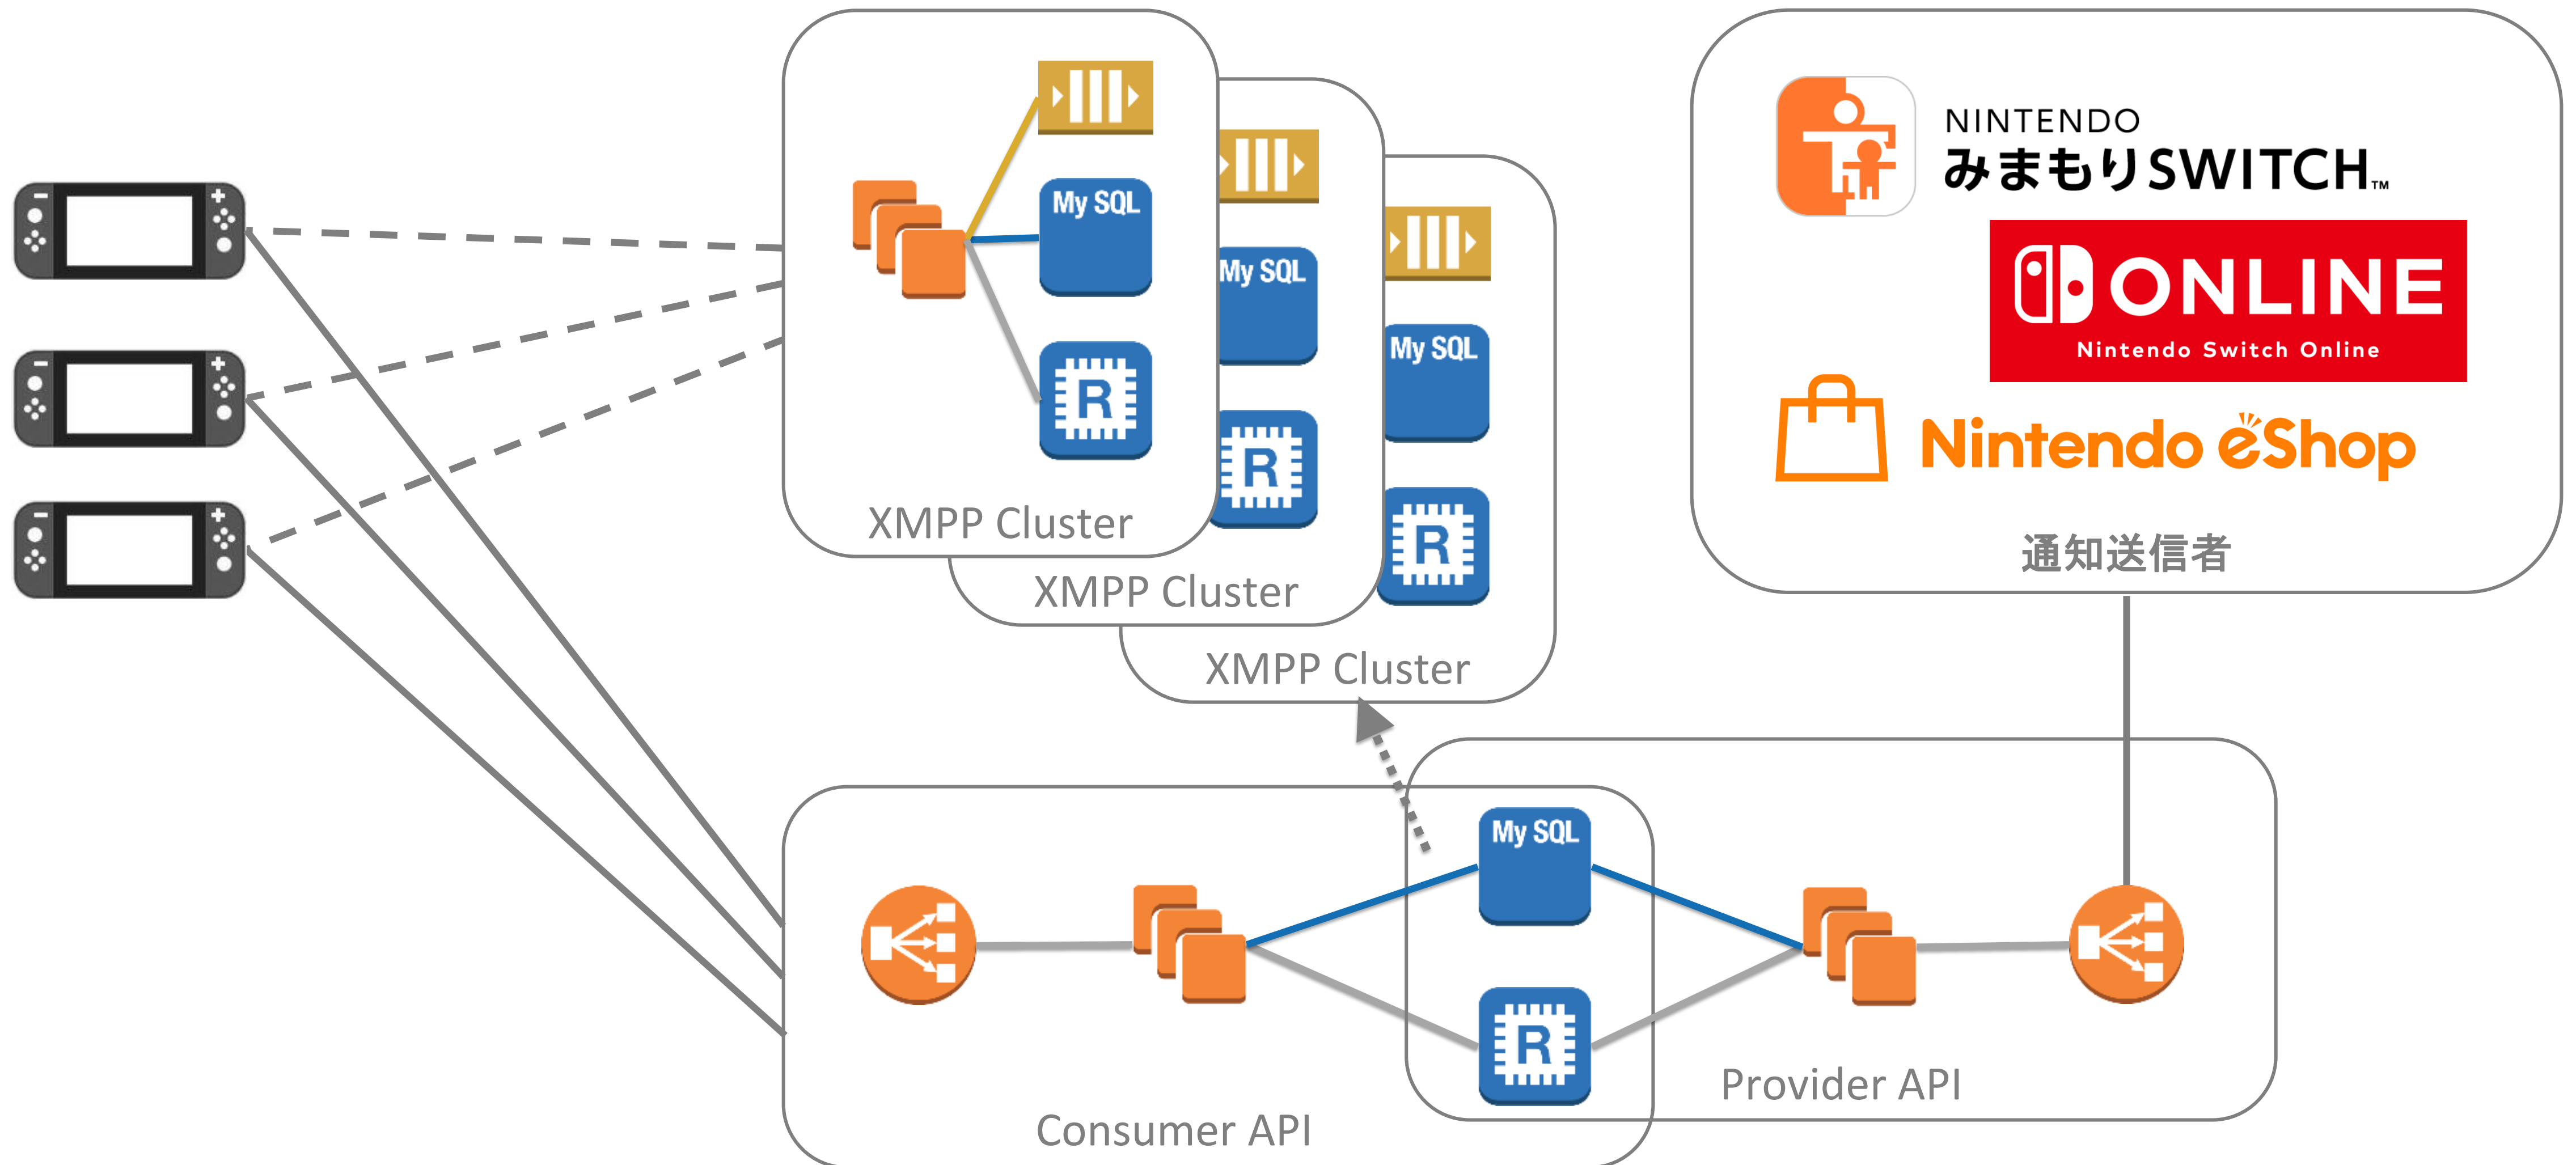 My SQL
R
XMPP Cluster
My SQL
R
XMPP Cluster
My SQL
R
XMPP Cluster
NINTENDO
みまもりSWITCH™
ONLINE
Nintendo Switch Online
Nintendo eShop
通知送信者
My SQL
R
Consumer API
Provider API